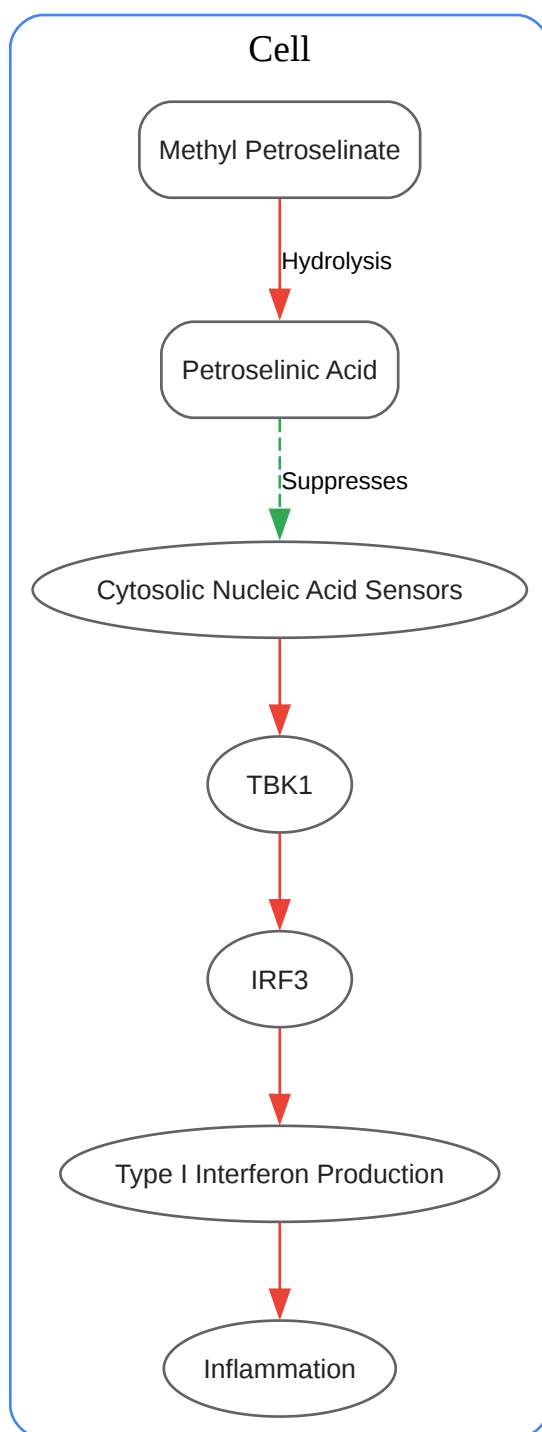 Cell
Methyl Petroselinate
Hydrolysis
Petroselinic Acid
Suppresses
Cytosolic Nucleic Acid Sensors
TBK1
IRF3
Type I Interferon Production
Inflammation